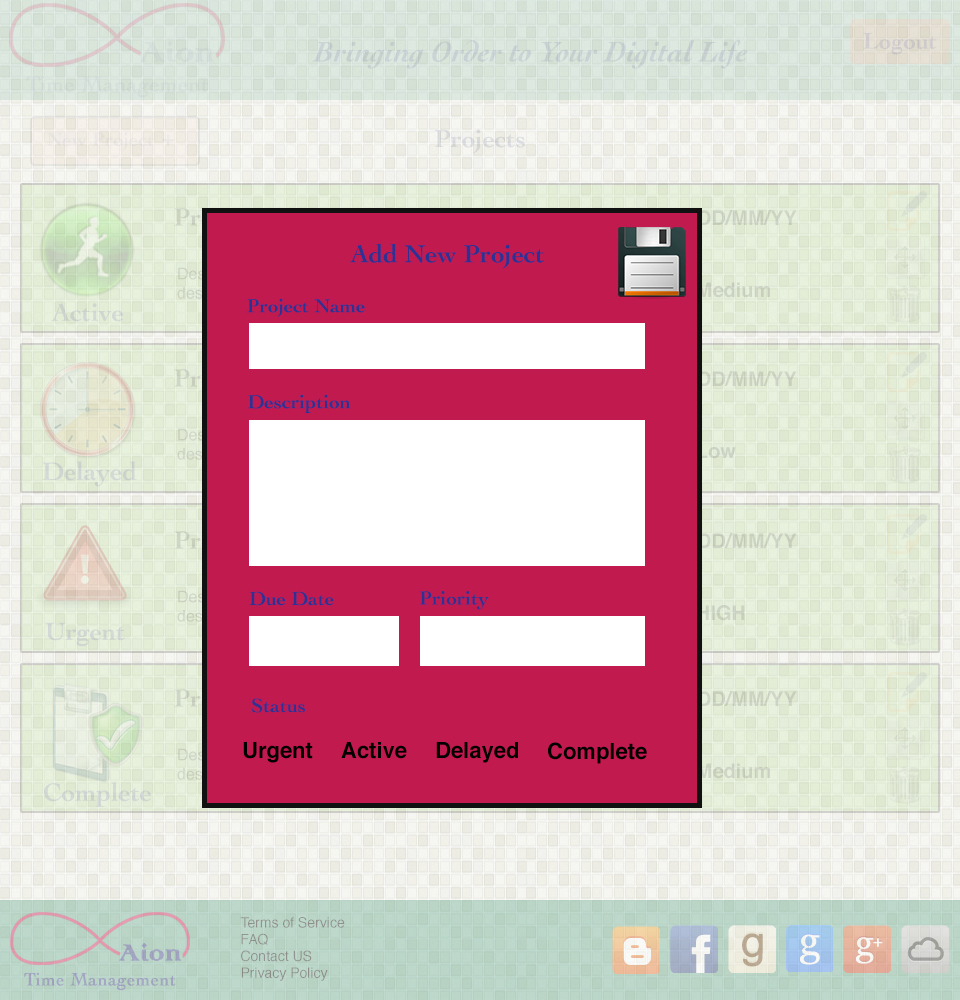 Aion
Time Management
Bringing Order to Your Digital Life
Logout
Projects
Add New Project
Project Name
Description
Due Date Priority
Status
Urgent Active Delayed Complete
Pr DD/MM/YY
Des
des Medium
Active
Pr DD/MM/YY
Des
des Low
Delayed
Pr DD/MM/YY
Des
des HIGH
Urgent
Pr DD/MM/YY
Des
des Medium
Complete
Aion
Time Management
Terms of Service
FAQ
Contact US
Privacy Policy
f g g g+